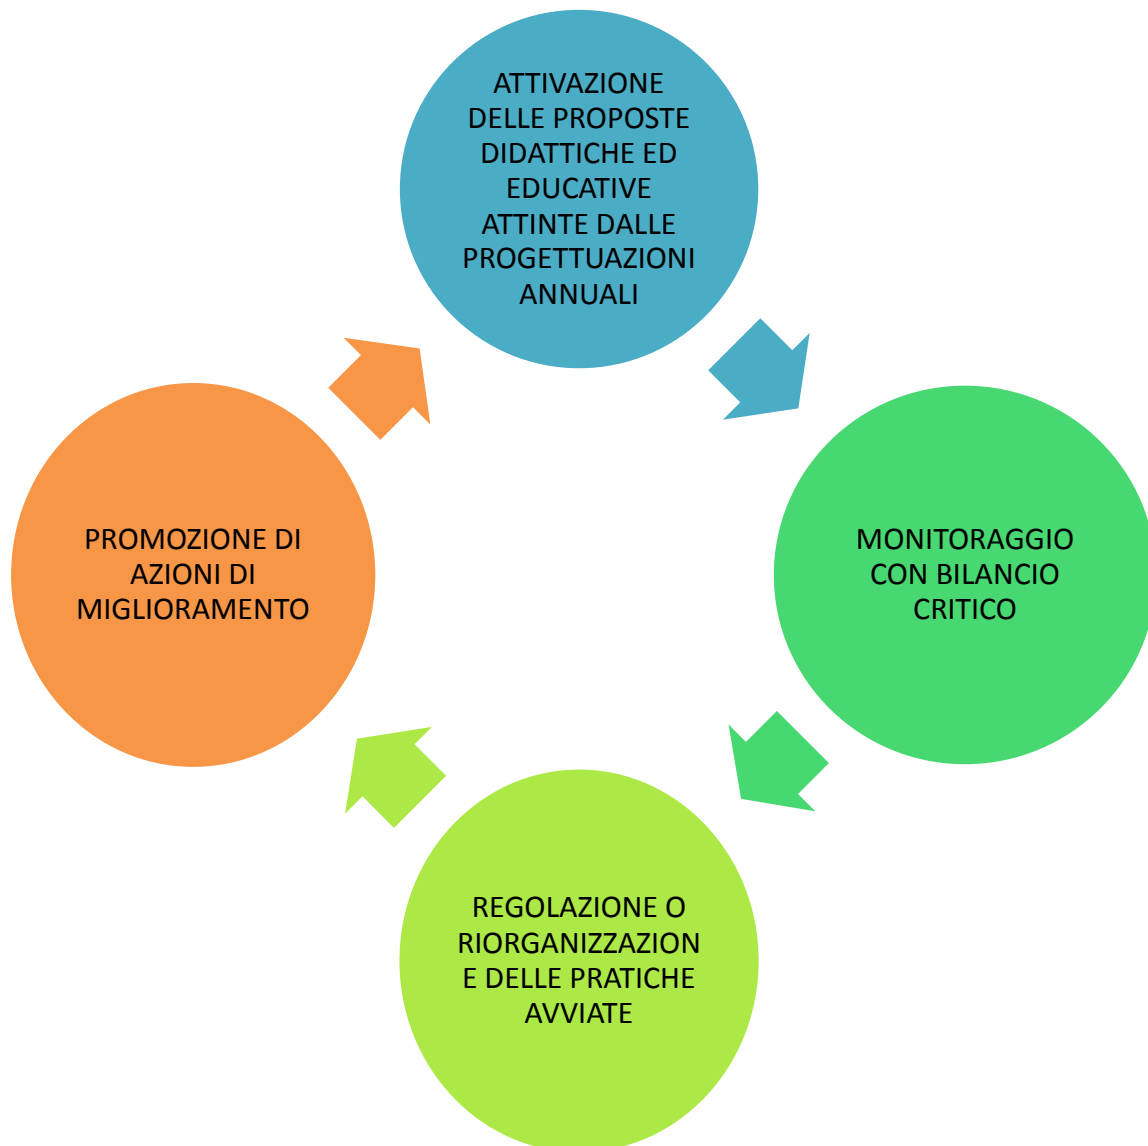 ATTIVAZIONE
DELLE PROPOSTE
DIDATTICHE ED
EDUCATIVE
ATTINTE DALLE
PROGETTUAZIONI
ANNUALI
MONITORAGGIO
CON BILANCIO
CRITICO
REGOLAZIONE O
RIORGANIZZAZION
E DELLE PRATICHE
AVVIATE
PROMOZIONE DI
AZIONI DI
MIGLIORAMENTO